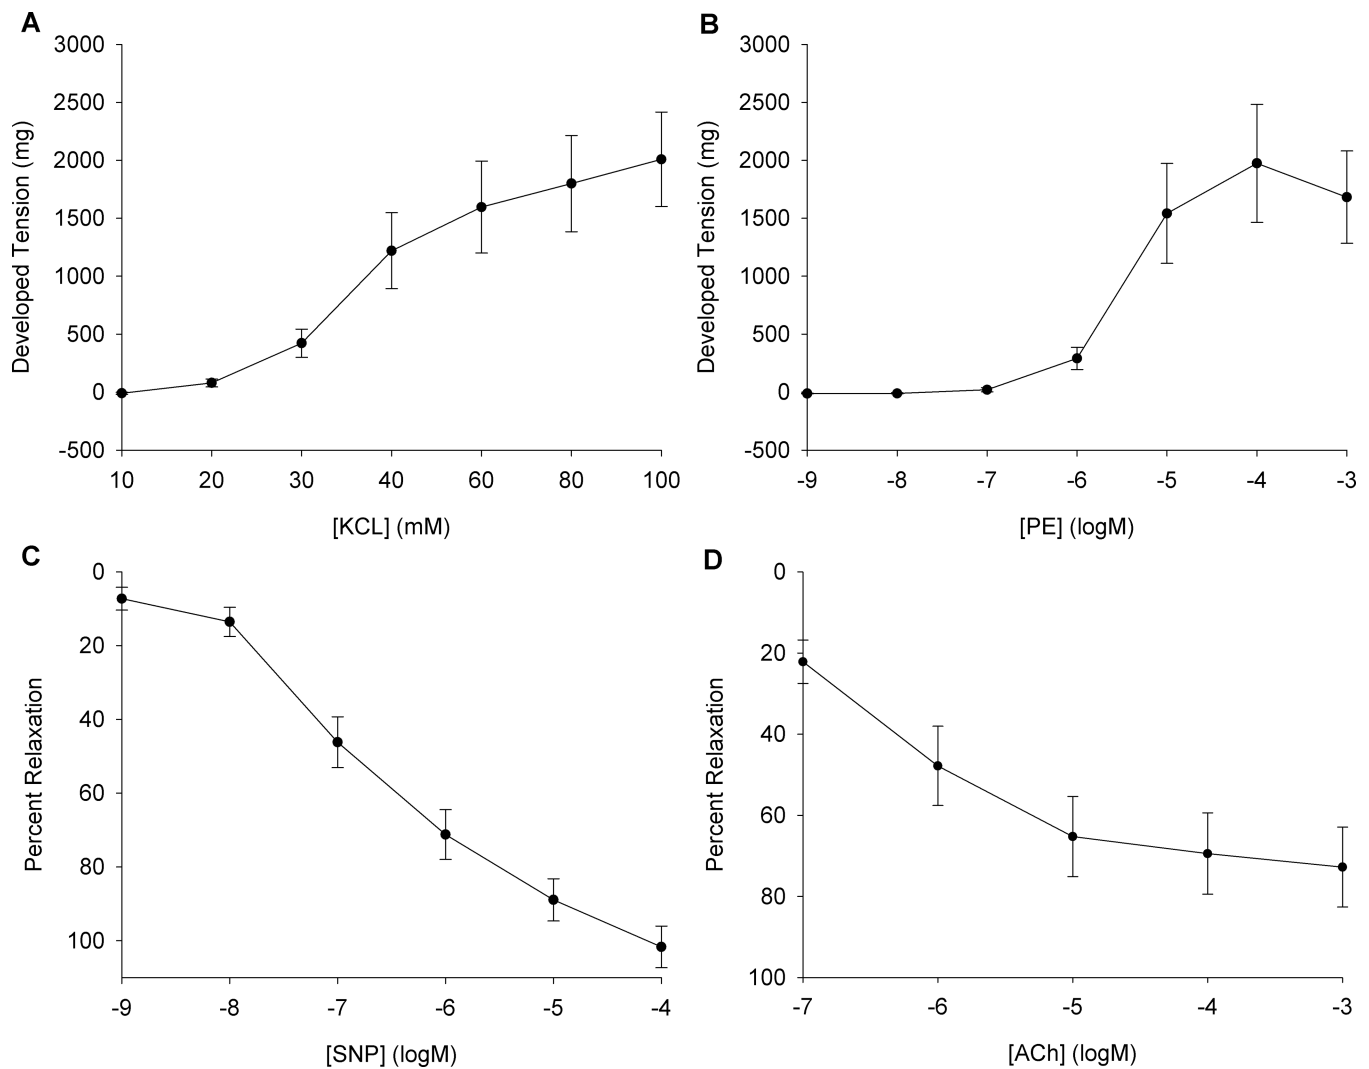 A
3000
2500
2000
1500
1000
500
0
-500
Developed Tension (mg)
10 20 30 40 60 80 100
[KCL] (mM)
B
3000
2500
2000
1500
1000
500
0
-500
Developed Tension (mg)
-9 -8 -7 -6 -5 -4 -3
[PE] (logM)
C
0
20
40
60
80
100
Percent Relaxation
-9 -8 -7 -6 -5 -4
[SNP] (logM)
D
0
20
40
60
80
100
Percent Relaxation
-7 -6 -5 -4 -3
[ACh] (logM)